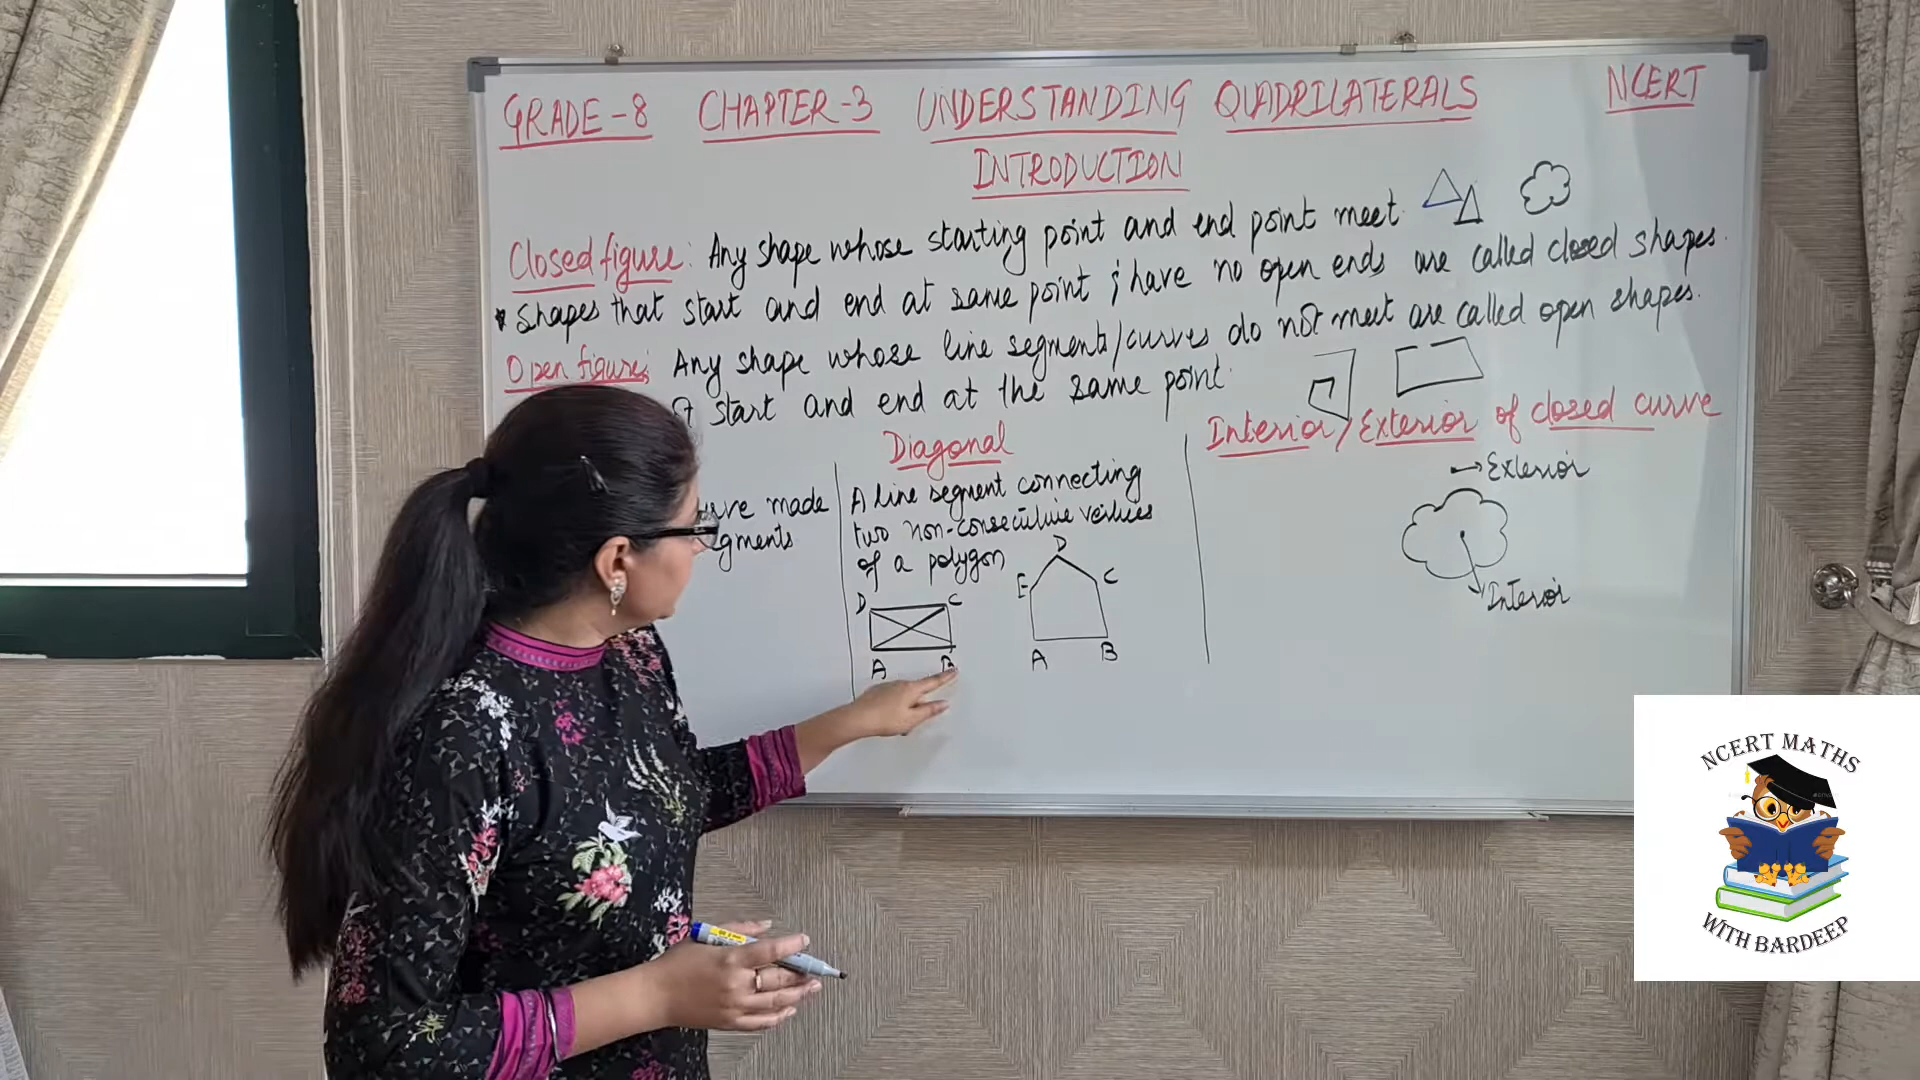 GRADE-8 CHAPTER-3 UNDERSTANDING QUADRILATERALS NCERT
INTRODUCTION
Closed figure: Any shape whose starting point and end point meet.
* Shapes that start and end at same point ; have no open ends are called closed shapes.
Open figure: Any shape whose line segments/curves do not meet are called open shapes.
start and end at the same point.
Diagonal
made
A line segment connecting
two non-consecutive vertices
of a polygon
D C
A B
D
E C
A B
Interior/Exterior of closed curve
Exterior
Interior
NCERT MATHS
WITH BARDEEP